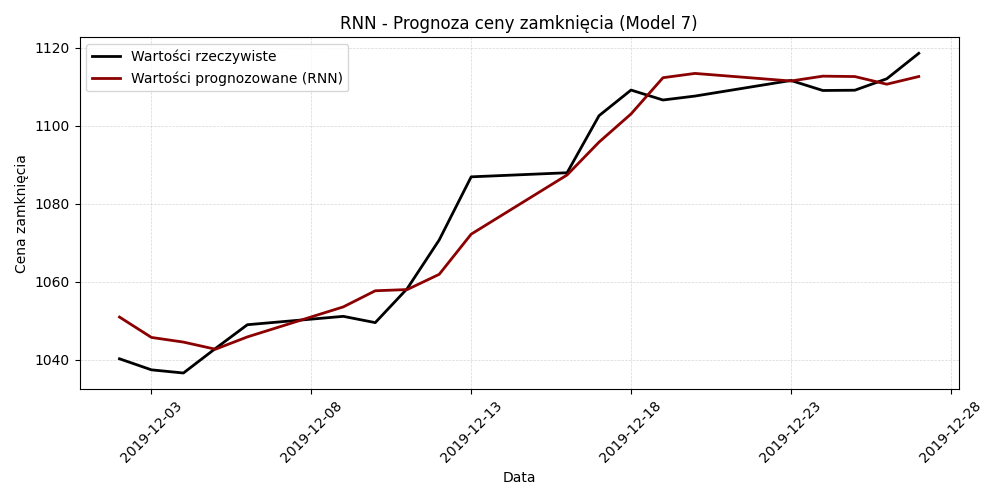 RNN - Prognoza ceny zamknięcia (Model 7)
Wartości rzeczywiste
Wartości prognozowane (RNN)
Cena zamknięcia
1120
1100
1080
1060
1040
2019-12-03
2019-12-08
2019-12-13
2019-12-18
2019-12-23
2019-12-28
Data